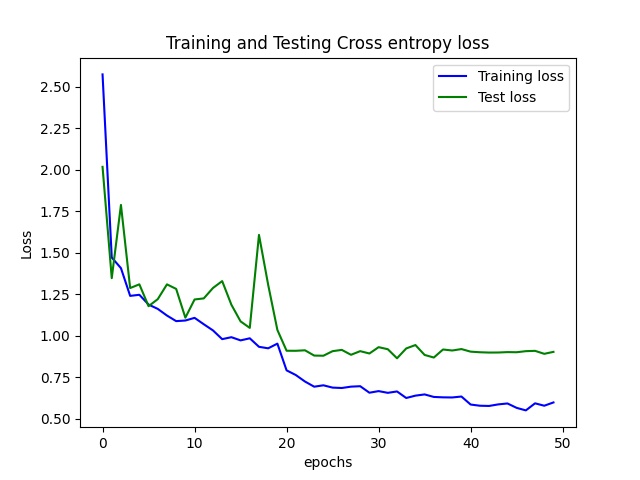 Training and Testing Cross entropy loss
Training loss
Test loss
2.50
2.25
2.00
1.75
1.50
1.25
1.00
0.75
0.50
Loss
0 10 20 30 40 50
epochs